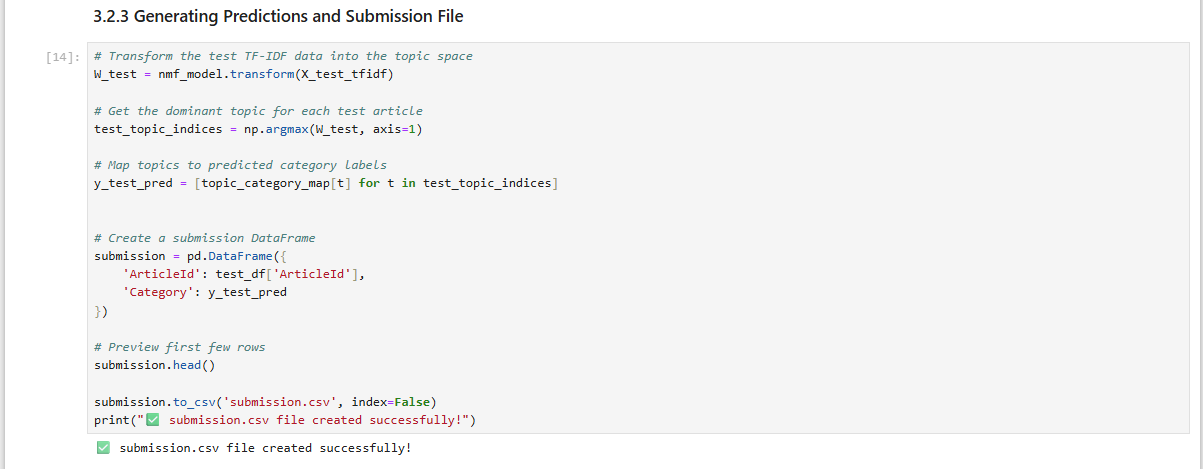 3.2.3 Generating Predictions and Submission File
[14]:
# Transform the test TF-IDF data into the topic space
W_test = nmf_model.transform(X_test_tfidf)
# Get the dominant topic for each test article
test_topic_indices = np.argmax(W_test, axis=1)
# Map topics to predicted category labels
y_test_pred = [topic_category_map[t] for t in test_topic_indices]
# Create a submission DataFrame
submission = pd.DataFrame({
    'ArticleId': test_df['ArticleId'],
    'Category': y_test_pred
})
# Preview first few rows
submission.head()
submission.to_csv('submission.csv', index=False)
print("✅ submission.csv file created successfully!")
✅ submission.csv file created successfully!